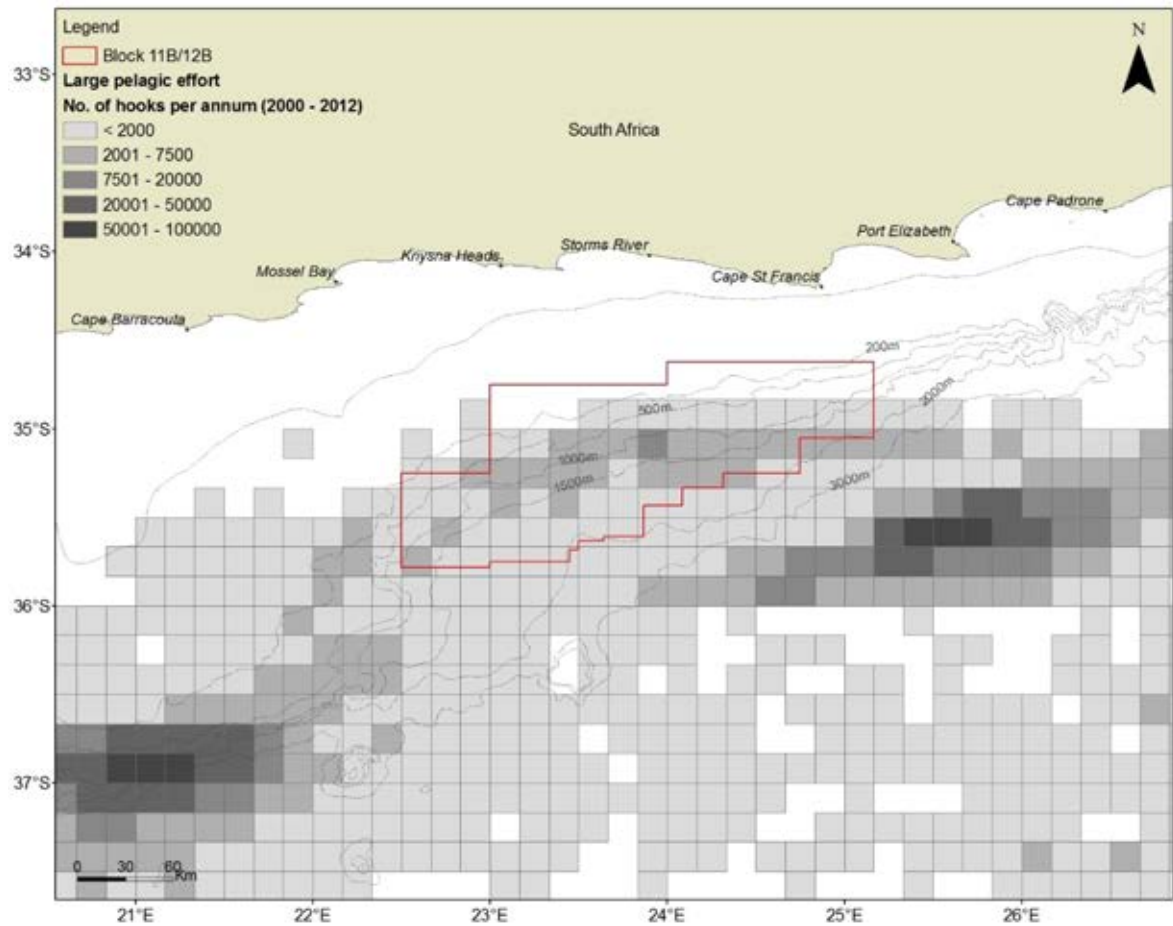 Legend
Block 11B/12B
Large pelagic effort
No. of hooks per annum (2000 - 2012)
< 2000
2001 - 7500
7501 - 20000
20001 - 50000
50001 - 100000
N
South Africa
Cape Padrone
Port Elizabeth
Storms River
Knysna Heads
Mossel Bay
Cape St Francis
Cape Barracouta
200m
500m
1000m
1500m
2000m
3000m
33°S
34°S
35°S
36°S
37°S
0 30 60
Km
21°E 22°E 23°E 24°E 25°E 26°E